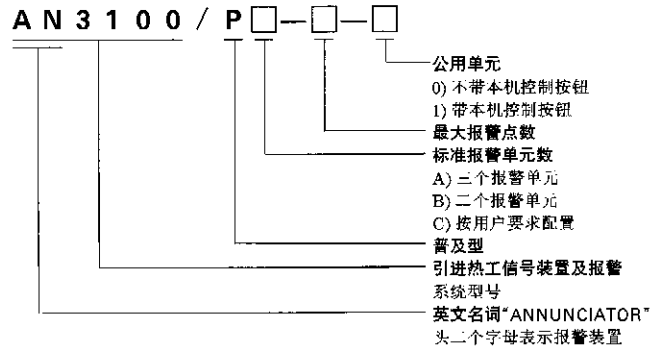 AN3100/P□—□—□
公用单元
0) 不带本机控制按钮
1) 带本机控制按钮
最大报警点数
标准报警单元数
A) 三个报警单元
B) 二个报警单元
C) 按用户要求配置
普及型
引进热工信号装置及报警
系统型号
英文名词“ANNUNCIATOR”
头二个字母表示报警装置